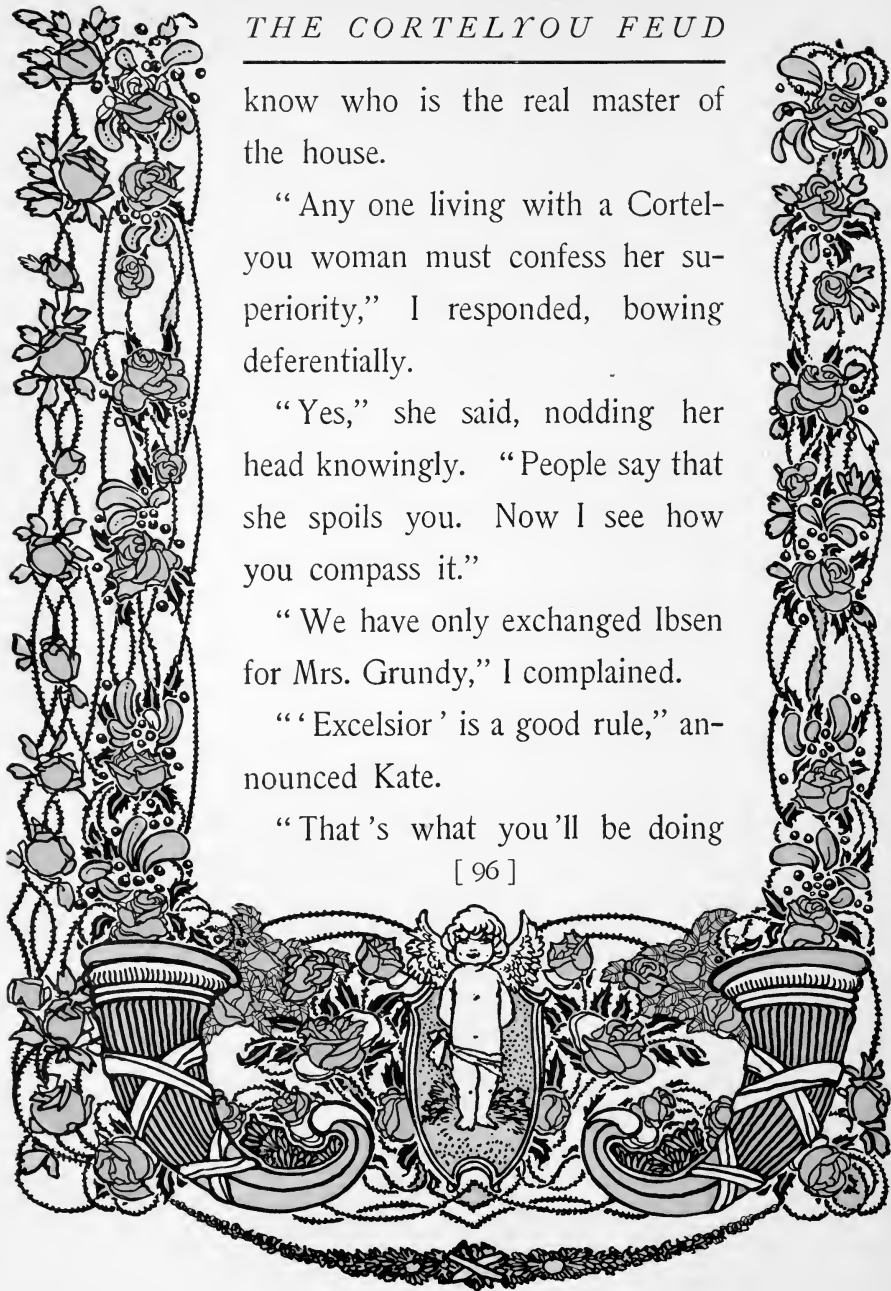 THE CORTELYOU FEUD
know who is the real master of
the house.
“Any one living with a Cortel-
you woman must confess her su-
periority,” I responded, bowing
deferentially.
“Yes,” she said, nodding her
head knowingly. “People say that
she spoils you. Now I see how
you compass it.”
“We have only exchanged Ibsen
for Mrs. Grundy,” I complained.
“‘Excelsior’ is a good rule,” an-
nounced Kate.
“That’s what you’ll be doing
[ 96 ]